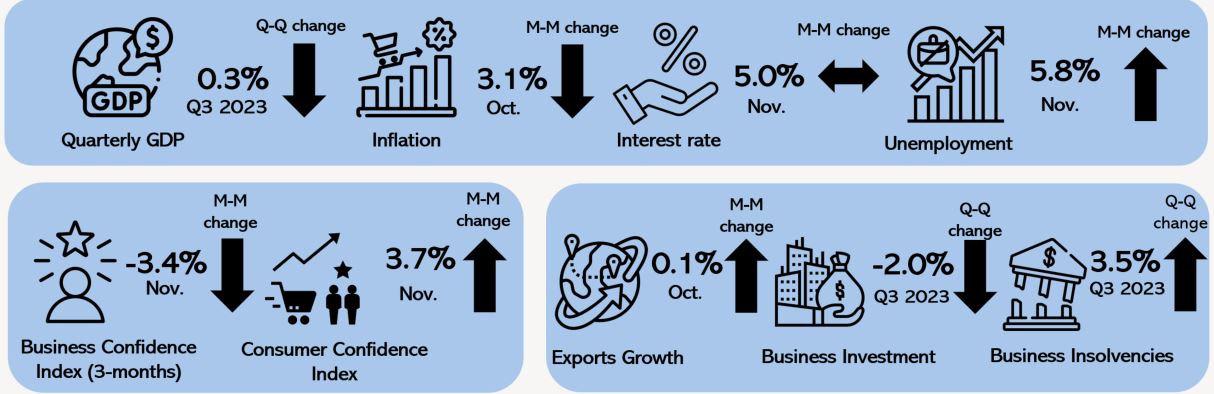 Q-Q change
$
GDP
0.3%
Q3 2023
Quarterly GDP
M-M change
%
3.1%
Oct.
Inflation
M-M change
%
5.0%
Nov.
Interest rate
M-M change
5.8%
Nov.
Unemployment
M-M
change
-3.4%
Nov.
Business Confidence
Index (3-months)
M-M
change
3.7%
Nov.
Consumer Confidence
Index
M-M
change
0.1%
Oct.
Exports Growth
Q-Q
change
$
-2.0%
Q3 2023
Business Investment
Q-Q
change
$
3.5%
Q3 2023
Business Insolvencies